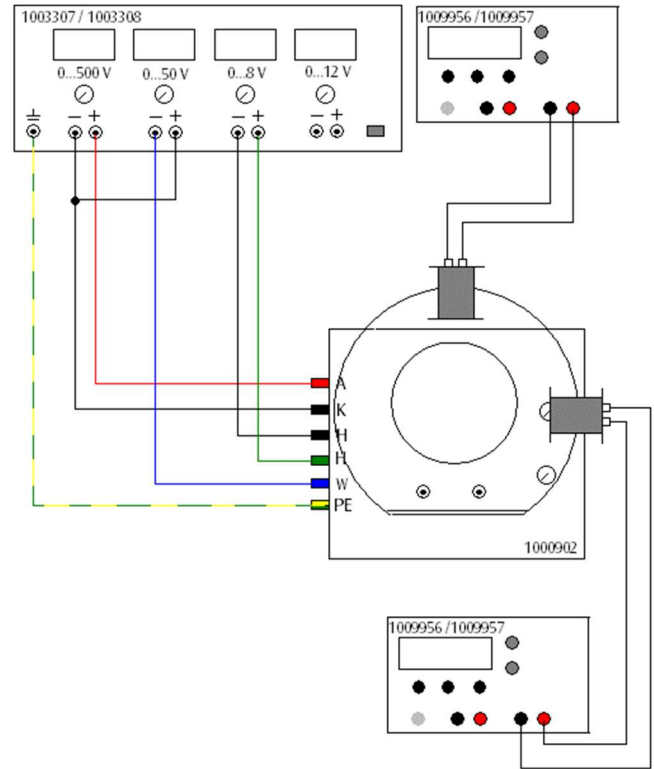 1003307 / 1003308
0...500 V 0...50 V 0...8 V 0...12 V
− + − + − + − +
1009956 /1009957
A
K
H
H
W
PE
1000902
1009956 /1009957